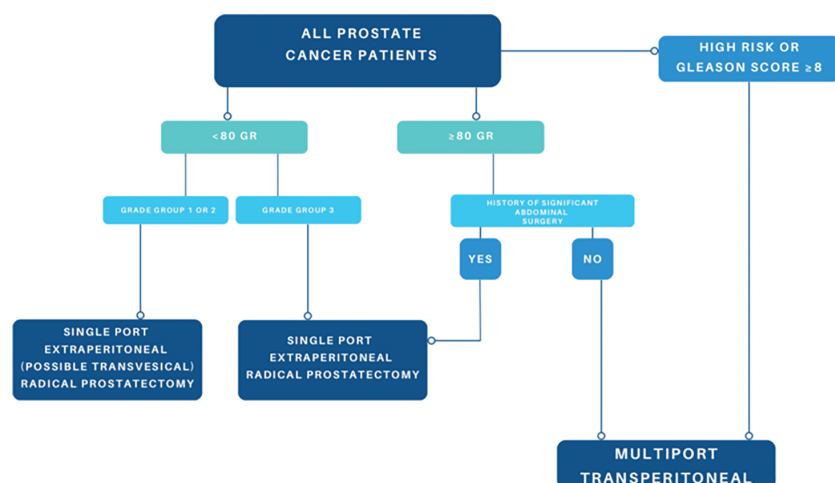 ALL PROSTATE
CANCER PATIENTS
HIGH RISK OR
GLEASON SCORE ≥8
<80 GR
≥80 GR
GRADE GROUP 1 OR 2
GRADE GROUP 3
HISTORY OF SIGNIFICANT
ABDOMINAL
SURGERY
YES
NO
SINGLE PORT
EXTRAPERITONEAL
(POSSIBLE TRANSVESICAL)
RADICAL PROSTATECTOMY
SINGLE PORT
EXTRAPERITONEAL
RADICAL PROSTATECTOMY
MULTIPORT
TRANSPERITONEAL